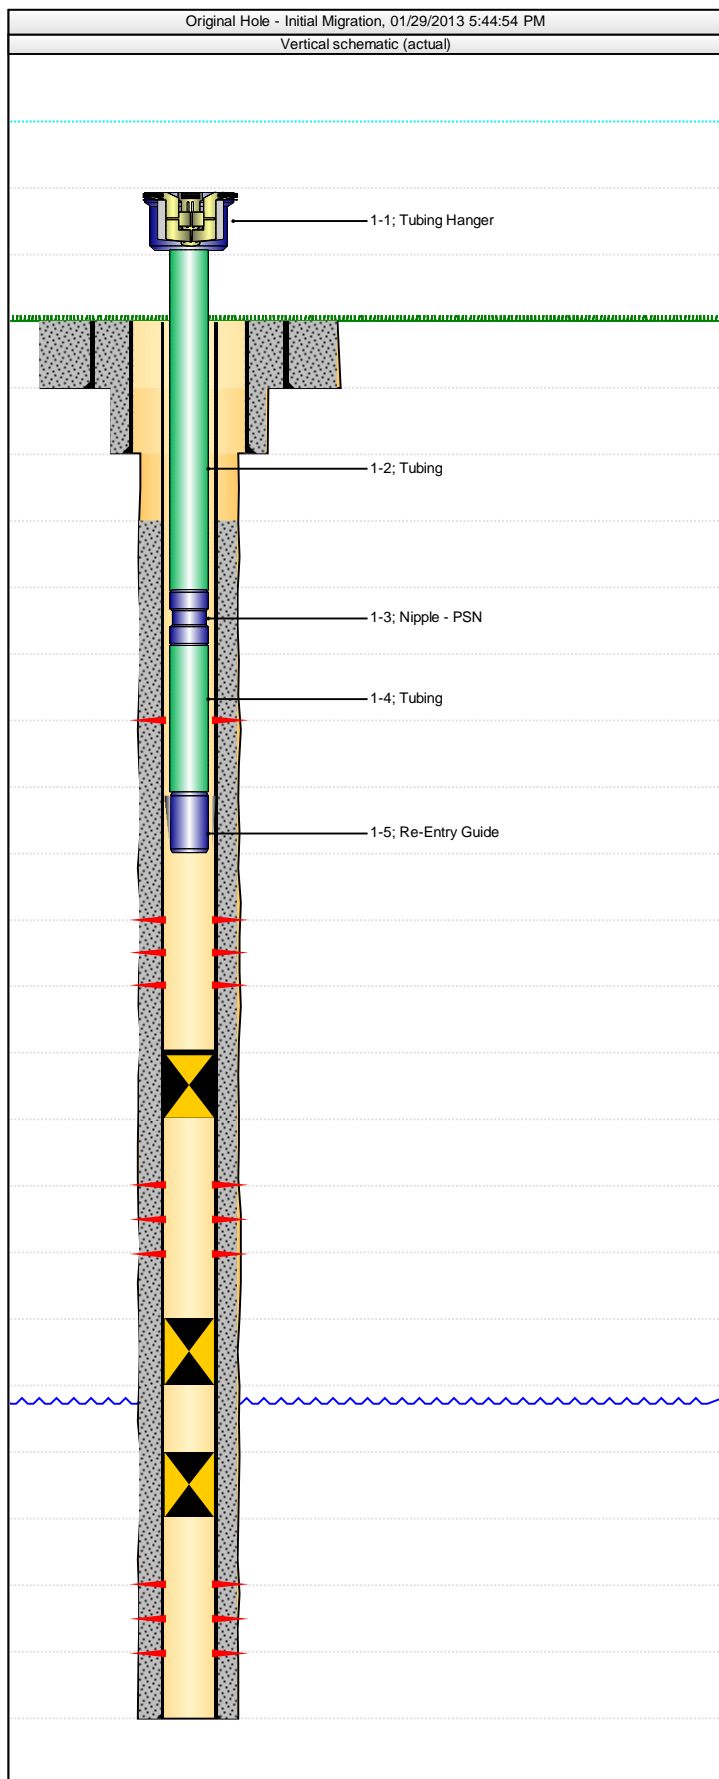 Original Hole - Initial Migration, 01/29/2013 5:44:54 PM
Vertical schematic (actual)
1-1; Tubing Hanger
1-2; Tubing
1-3; Nipple - PSN
1-4; Tubing
1-5; Re-Entry Guide